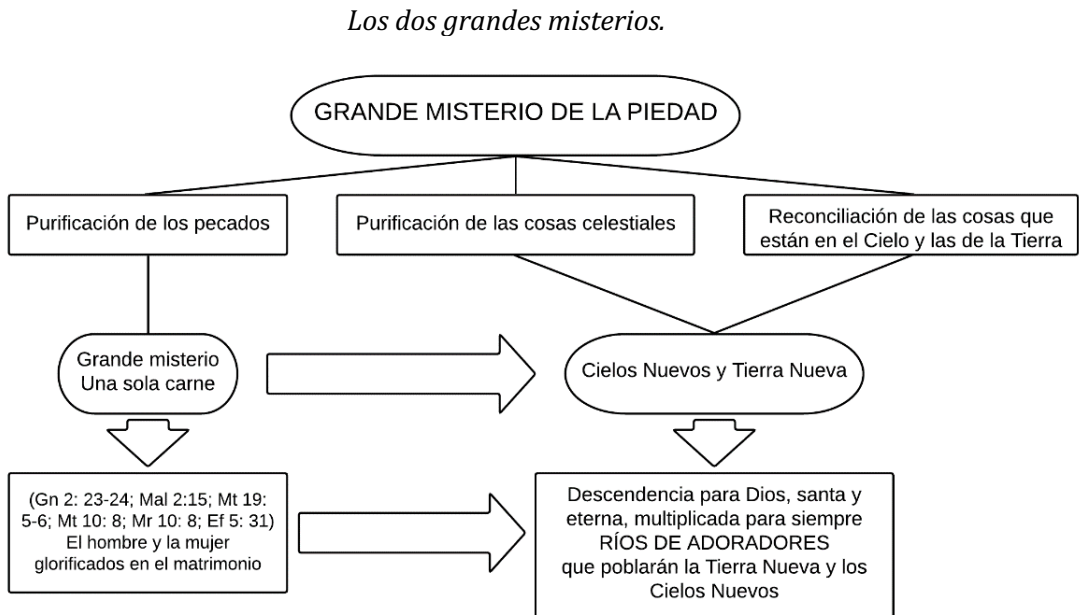 Los dos grandes misterios.
GRANDE MISTERIO DE LA PIEDAD
Purificación de los pecados
Purificación de las cosas celestiales
Reconciliación de las cosas que
están en el Cielo y las de la Tierra
Grande misterio
Una sola carne
Cielos Nuevos y Tierra Nueva
(Gn 2: 23-24; Mal 2:15; Mt 19:
5-6; Mt 10: 8; Mr 10: 8; Ef 5: 31)
El hombre y la mujer
glorificados en el matrimonio
Descendencia para Dios, santa y
eterna, multiplicada para siempre
RÍOS DE ADORADORES
que poblarán la Tierra Nueva y los
Cielos Nuevos